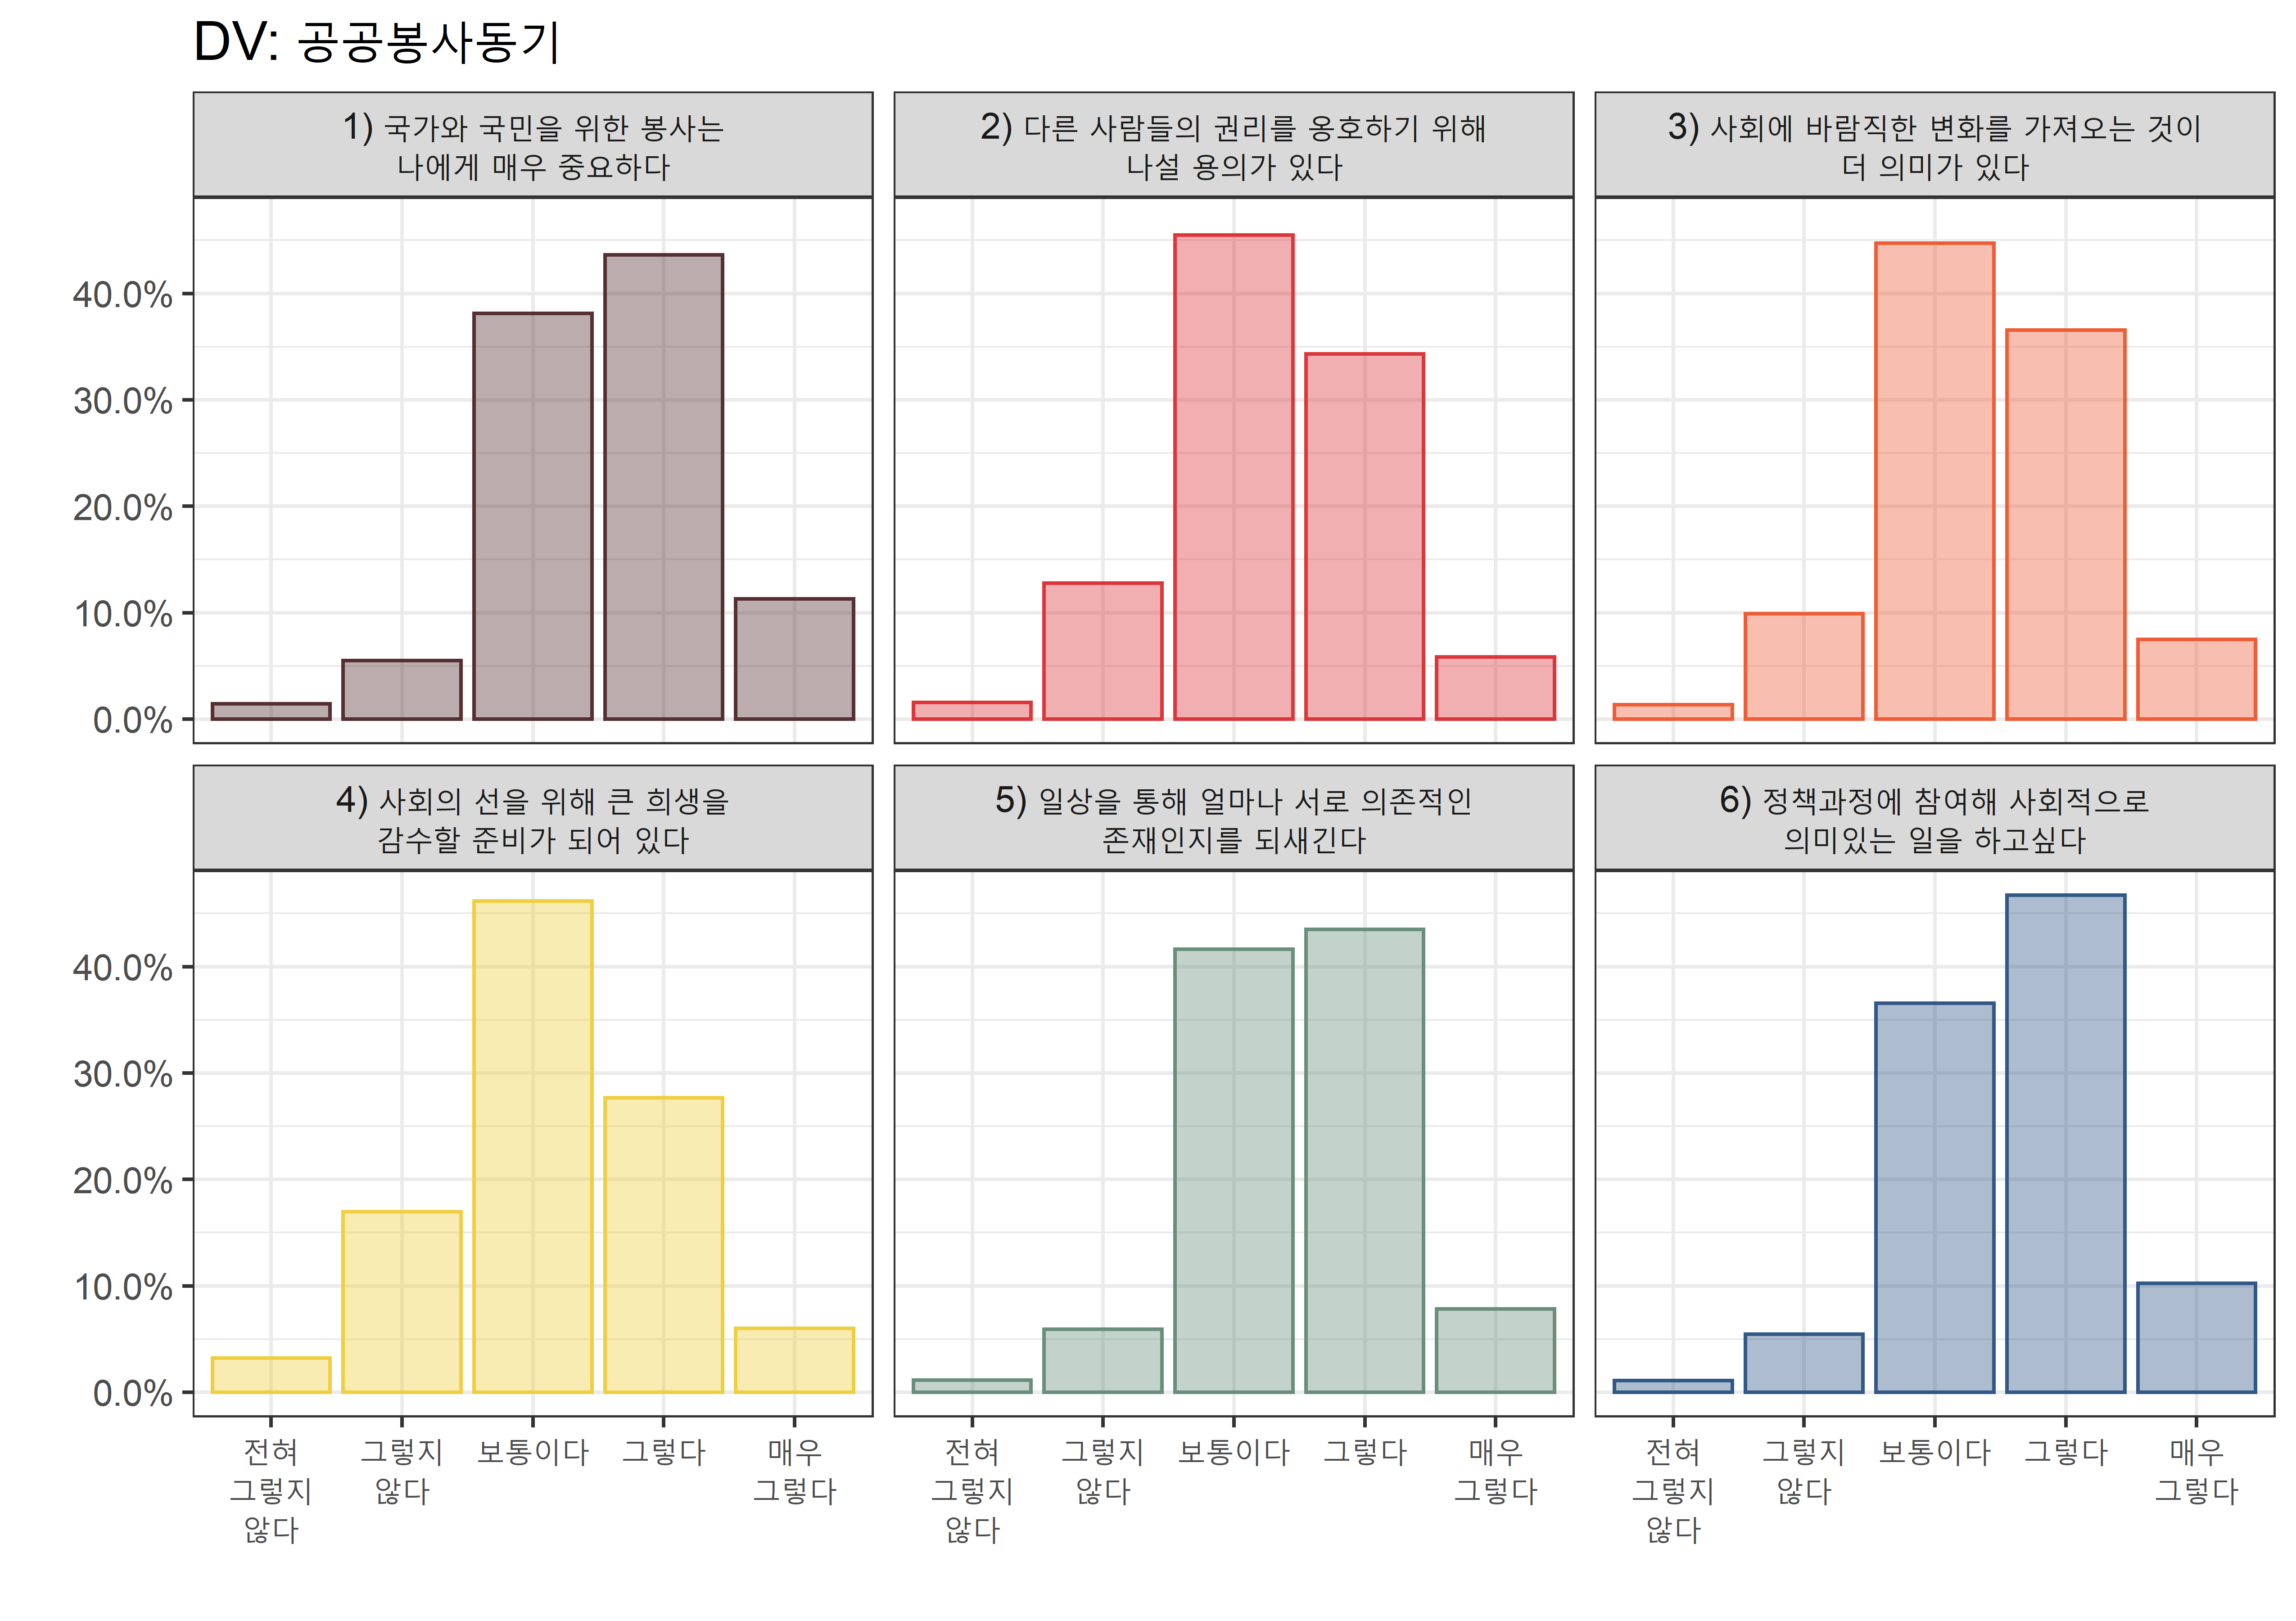 DV: 공공봉사동기
1) 국가와 국민을 위한 봉사는
나에게 매우 중요하다
2) 다른 사람들의 권리를 옹호하기 위해
나설 용의가 있다
3) 사회에 바람직한 변화를 가져오는 것이
더 의미가 있다
40.0%
30.0%
20.0%
10.0%
0.0%
4) 사회의 선을 위해 큰 희생을
감수할 준비가 되어 있다
5) 일상을 통해 얼마나 서로 의존적인
존재인지를 되새긴다
6) 정책과정에 참여해 사회적으로
의미있는 일을 하고싶다
40.0%
30.0%
20.0%
10.0%
0.0%
전혀
그렇지
않다
그렇지
않다
보통이다
그렇다
매우
그렇다
전혀
그렇지
않다
그렇지
않다
보통이다
그렇다
매우
그렇다
전혀
그렇지
않다
그렇지
않다
보통이다
그렇다
매우
그렇다